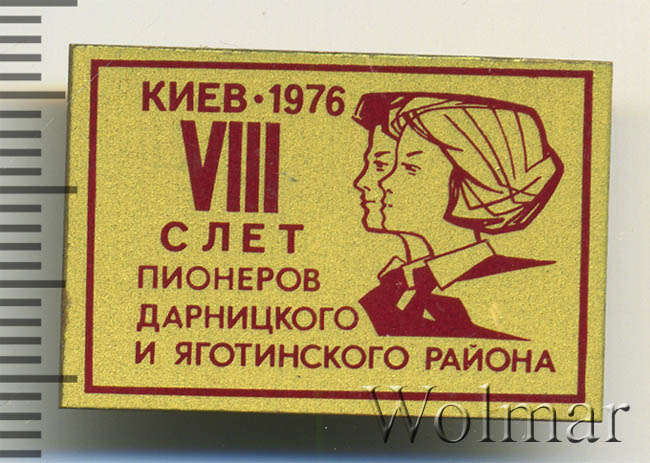 КИЕВ · 1976
VIII
СЛЕТ
ПИОНЕРОВ
ДАРНИЦКОГО
И ЯГОТИНСКОГО РАЙОНА
Wolmar